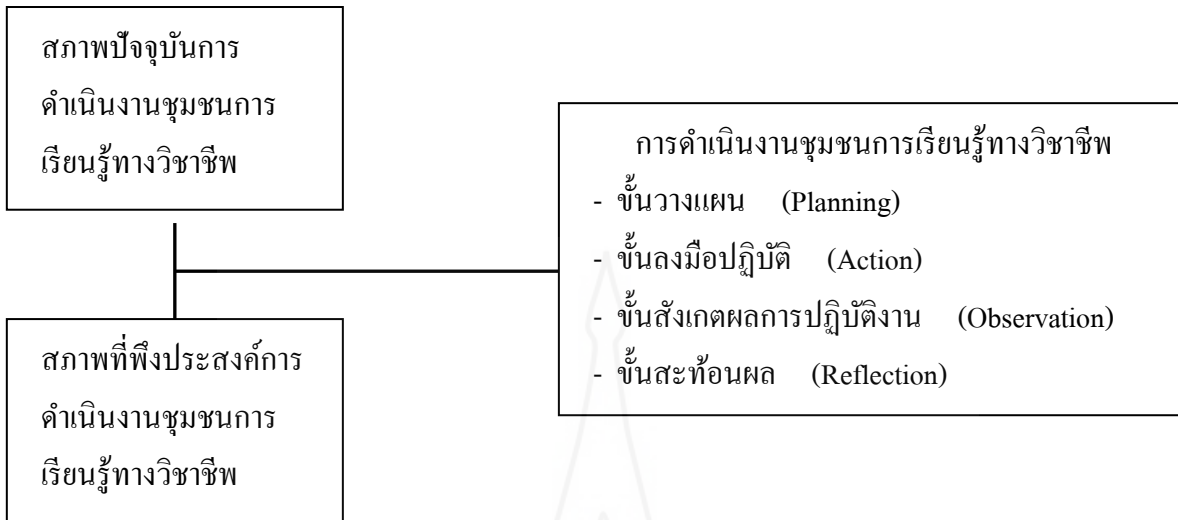 สภาพปัจจุบันการ
ดำเนินงานชุมชนการ
เรียนรู้ทางวิชาชีพ
การดำเนินงานชุมชนการเรียนรู้ทางวิชาชีพ
- ขั้นวางแผน (Planning)
- ขั้นลงมือปฏิบัติ (Action)
- ขั้นสังเกตผลการปฏิบัติงาน (Observation)
- ขั้นสะท้อนผล (Reflection)
สภาพที่พึงประสงค์การ
ดำเนินงานชุมชนการ
เรียนรู้ทางวิชาชีพ